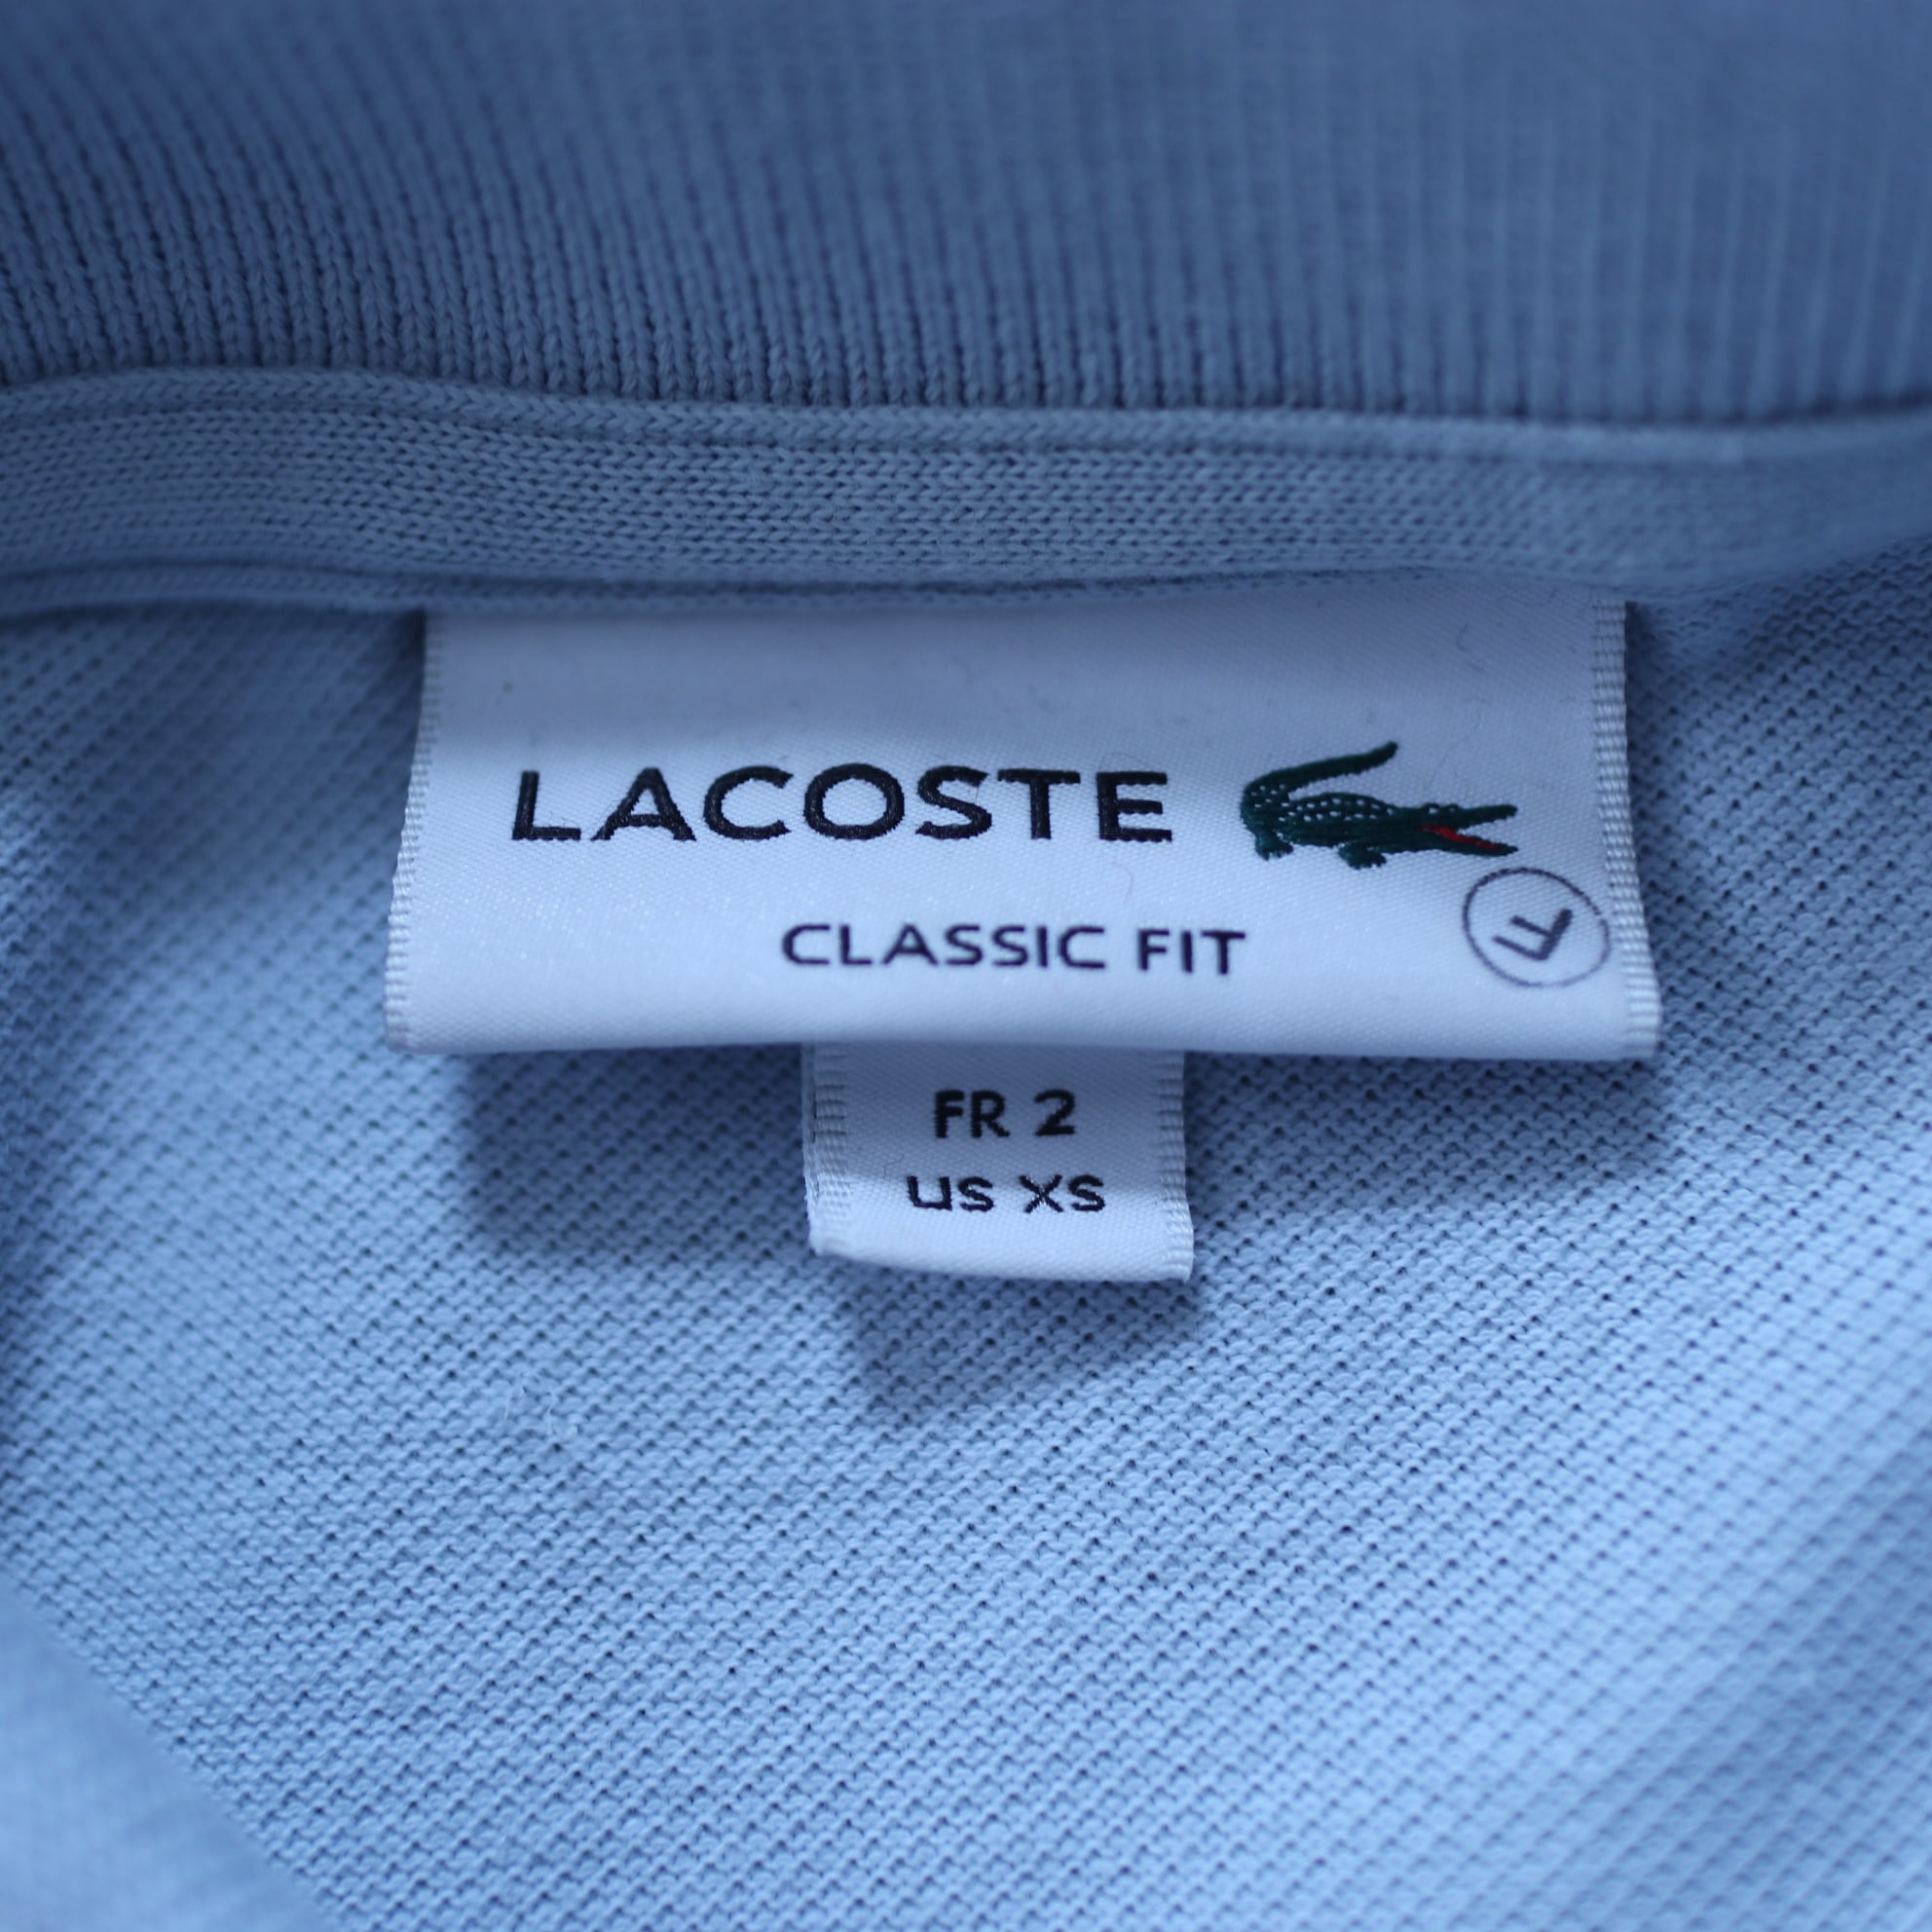 LACOSTE
CLASSIC FIT
F
FR 2
US XS